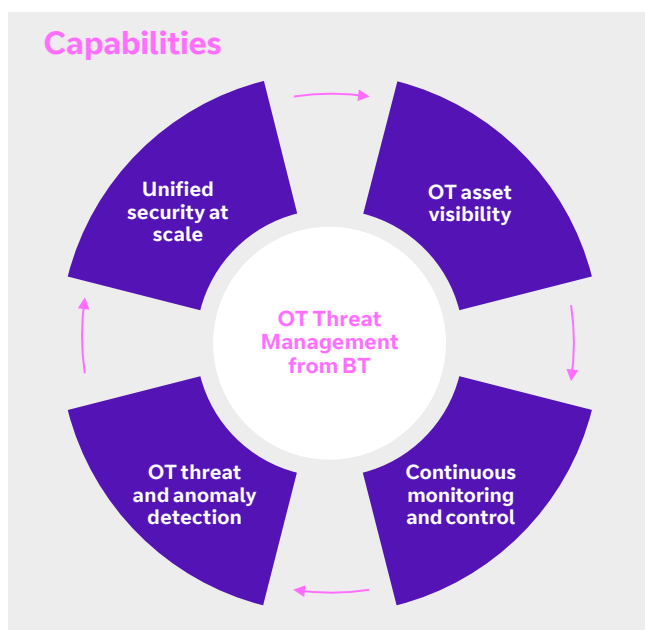 Capabilities
Unified
security at
scale
OT asset
visibility
OT Threat
Management
from BT
OT threat
and anomaly
detection
Continuous
monitoring
and control